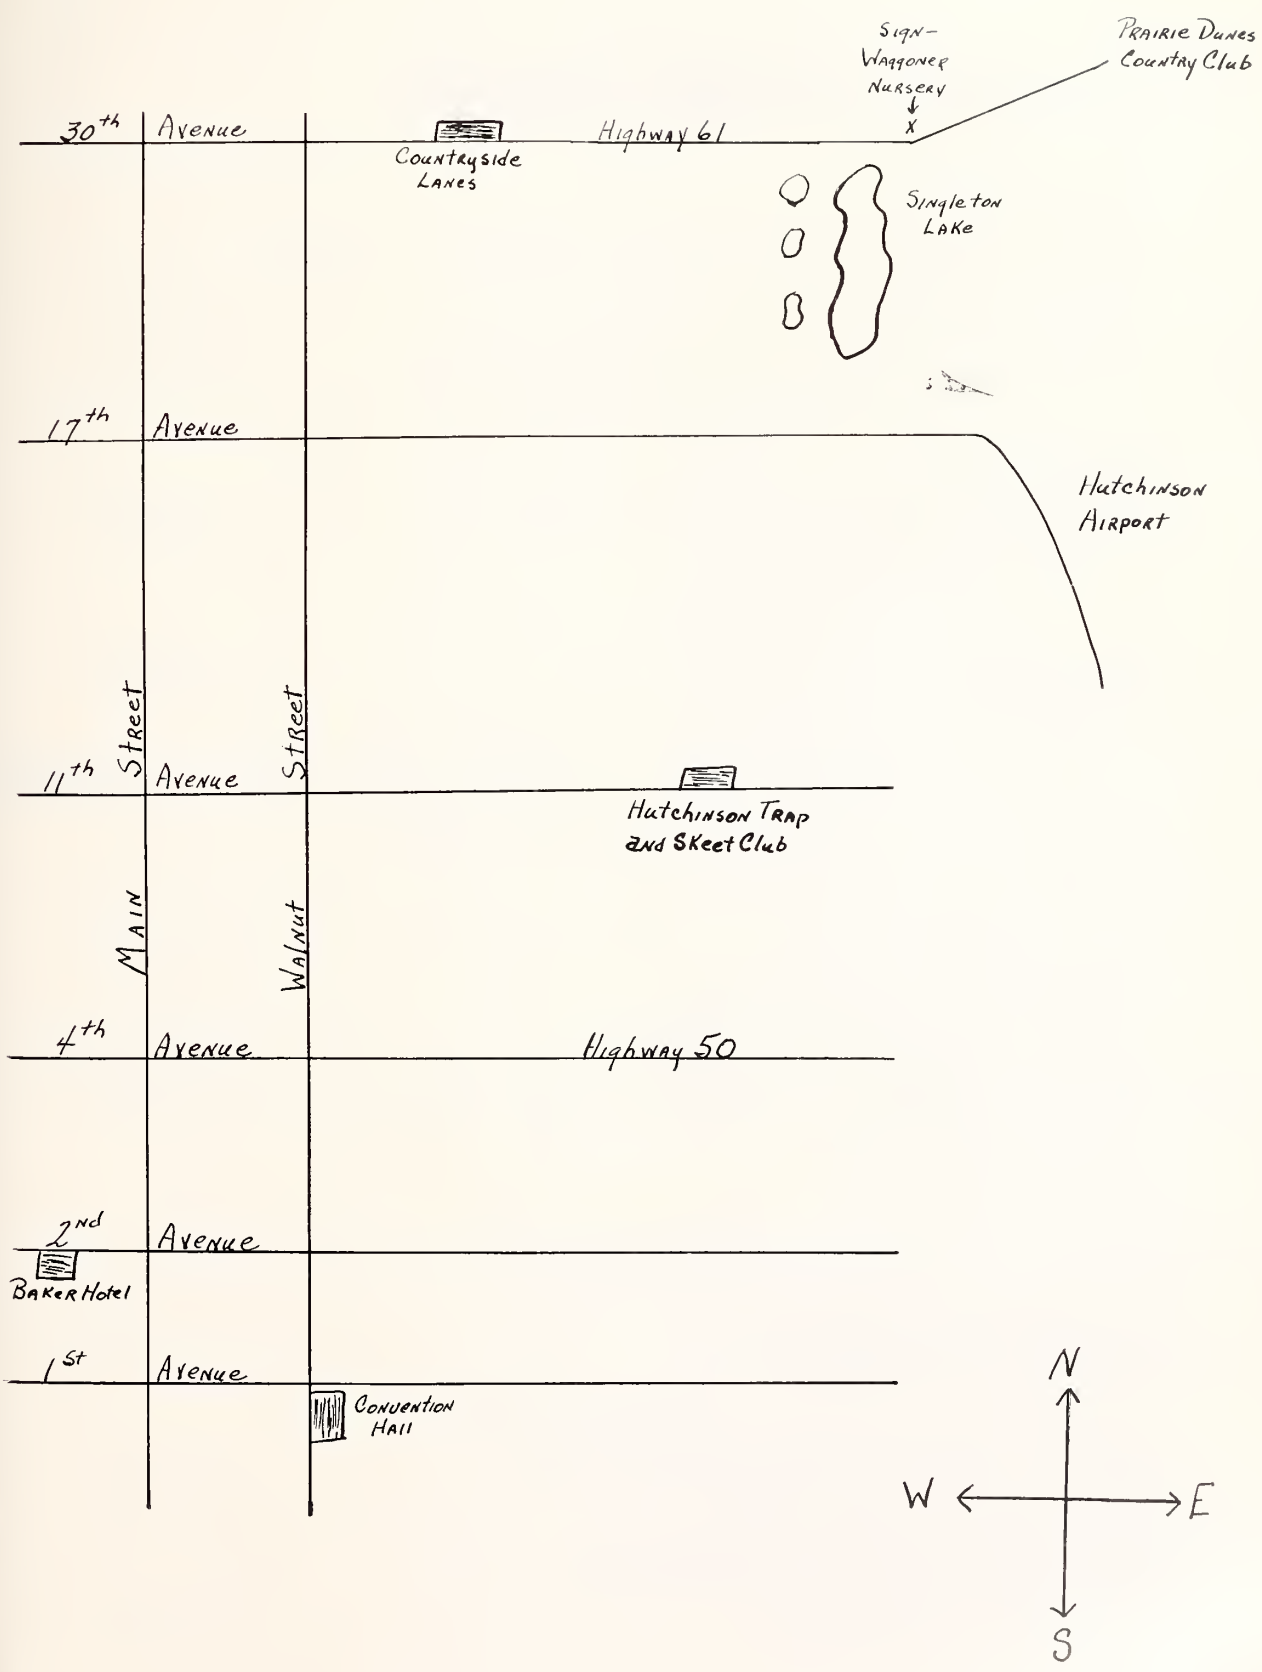 Sign-
Waggoner
Nursery
Prairie Dunes
Country Club
30th Avenue
Highway 61
X
Countryside
Lanes
Singleton
Lake
17th Avenue
Hutchinson
Airport
Street
Street
11th Avenue
Hutchinson Trap
and Skeet Club
Main
Walnut
4th Avenue
Highway 50
2nd Avenue
Baker Hotel
1st Avenue
Convention
Hall
N
W
E
S